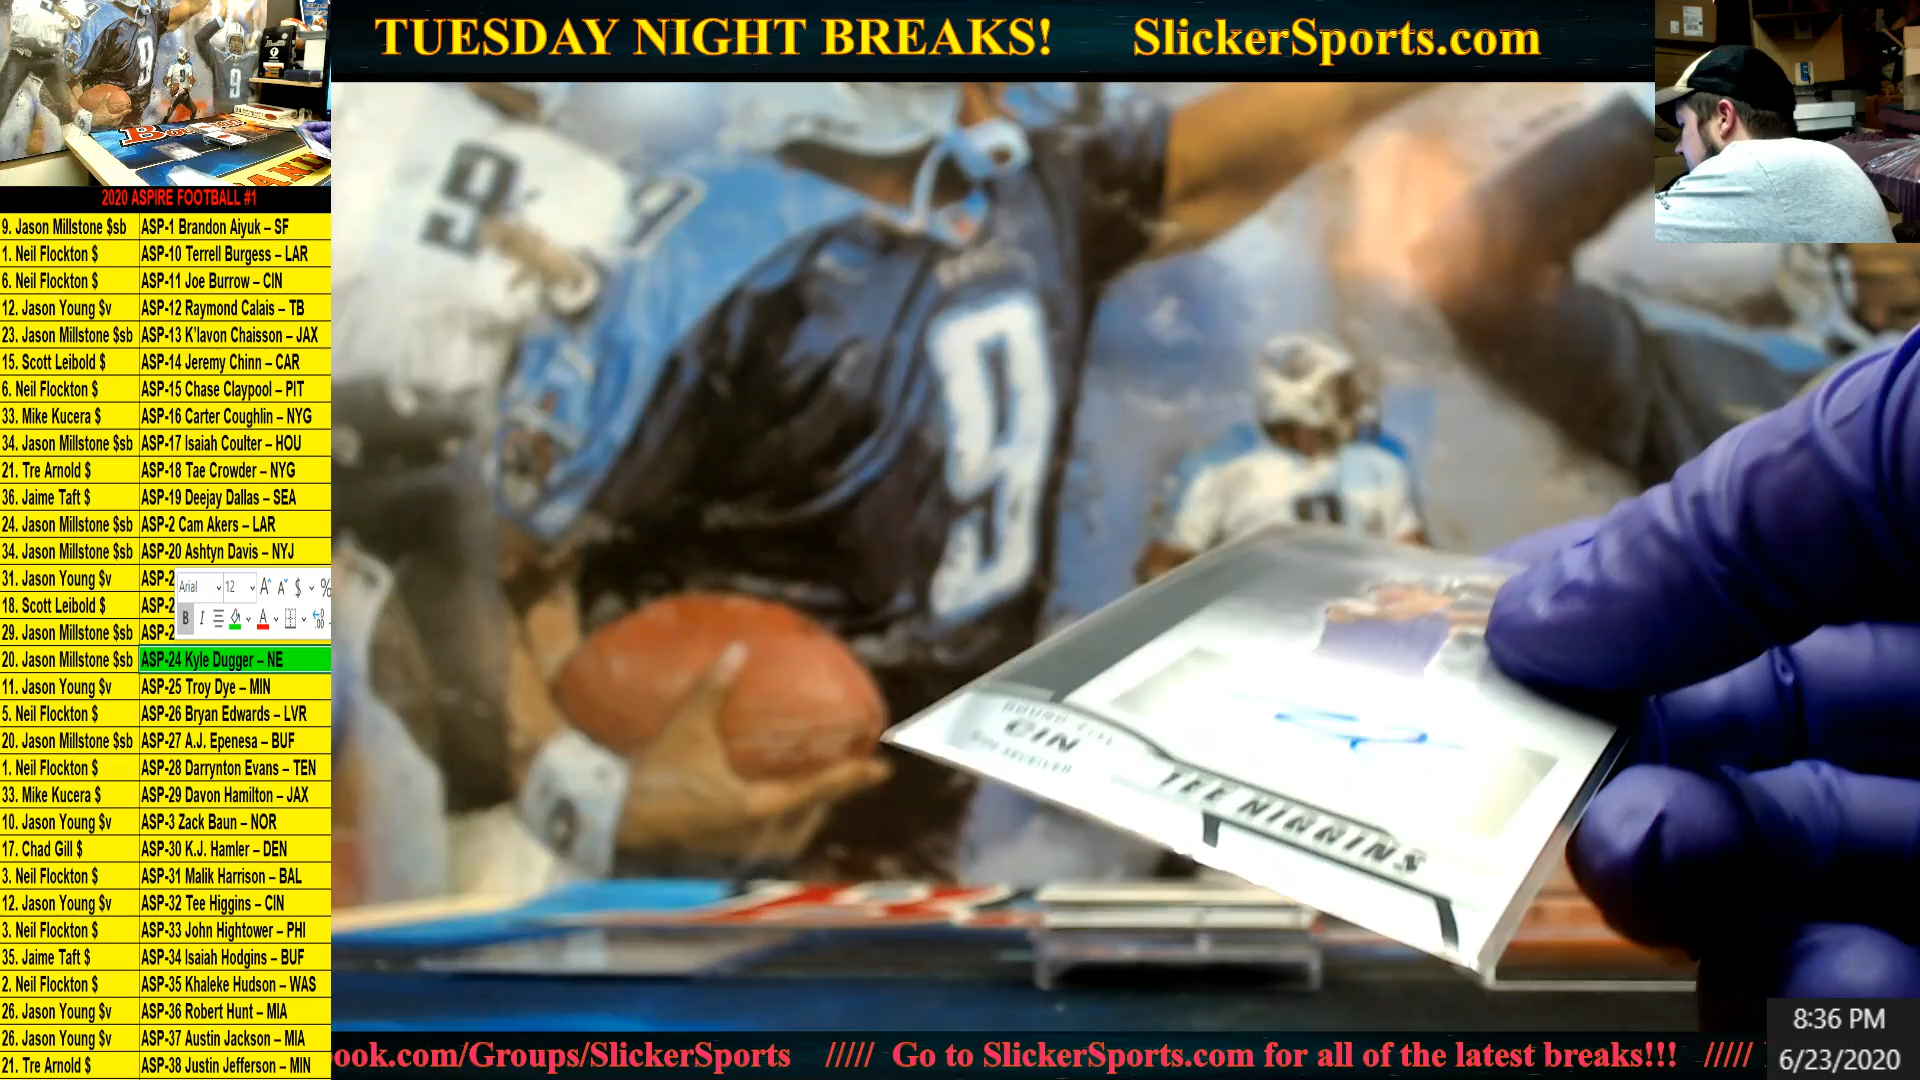 TUESDAY NIGHT BREAKS! SlickerSports.com
9
9
2020 ASPIRE FOOTBALL #1
9. Jason Millstone $sb ASP-1 Brandon Aiyuk – SF
1. Neil Flockton $ ASP-10 Terrell Burgess – LAR
6. Neil Flockton $ ASP-11 Joe Burrow – CIN
12. Jason Young $v ASP-12 Raymond Calais – TB
23. Jason Millstone $sb ASP-13 K'lavon Chaisson – JAX
15. Scott Leibold $ ASP-14 Jeremy Chinn – CAR
6. Neil Flockton $ ASP-15 Chase Claypool – PIT
33. Mike Kucera $ ASP-16 Carter Coughlin – NYG
34. Jason Millstone $sb ASP-17 Isaiah Coulter – HOU
21. Tre Arnold $ ASP-18 Tae Crowder – NYG
36. Jaime Taft $ ASP-19 Deejay Dallas – SEA
24. Jason Millstone $sb ASP-2 Cam Akers – LAR
34. Jason Millstone $sb ASP-20 Ashtyn Davis – NYJ
31. Jason Young $v ASP-2
18. Scott Leibold $ ASP-2
29. Jason Millstone $sb ASP-2
Arial 12 A A $ %
B I A
20. Jason Millstone $sb ASP-24 Kyle Dugger – NE
11. Jason Young $v ASP-25 Troy Dye – MIN
5. Neil Flockton $ ASP-26 Bryan Edwards – LVR
20. Jason Millstone $sb ASP-27 A.J. Epenesa – BUF
1. Neil Flockton $ ASP-28 Darrynton Evans – TEN
33. Mike Kucera $ ASP-29 Davon Hamilton – JAX
10. Jason Young $v ASP-3 Zack Baun – NOR
17. Chad Gill $ ASP-30 K.J. Hamler – DEN
3. Neil Flockton $ ASP-31 Malik Harrison – BAL
12. Jason Young $v ASP-32 Tee Higgins – CIN
3. Neil Flockton $ ASP-33 John Hightower – PHI
35. Jaime Taft $ ASP-34 Isaiah Hodgins – BUF
2. Neil Flockton $ ASP-35 Khaleke Hudson – WAS
26. Jason Young $v ASP-36 Robert Hunt – MIA
26. Jason Young $v ASP-37 Austin Jackson – MIA
21. Tre Arnold $ ASP-38 Justin Jefferson – MIN
9
9
CIN
TEE HIGGINS
ook.com/Groups/SlickerSports ///// Go to SlickerSports.com for all of the latest breaks!!! /////
8:36 PM
6/23/2020